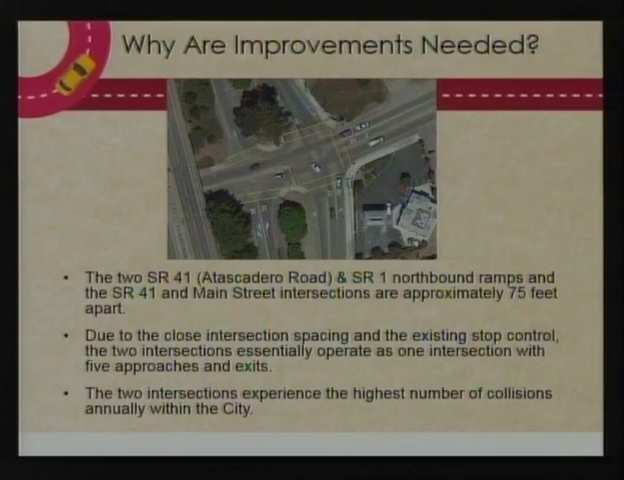 Why Are Improvements Needed?
• The two SR 41 (Atascadero Road) & SR 1 northbound ramps and
the SR 41 and Main Street intersections are approximately 75 feet
apart.
• Due to the close intersection spacing and the existing stop control,
the two intersections essentially operate as one intersection with
five approaches and exits.
• The two intersections experience the highest number of collisions
annually within the City.